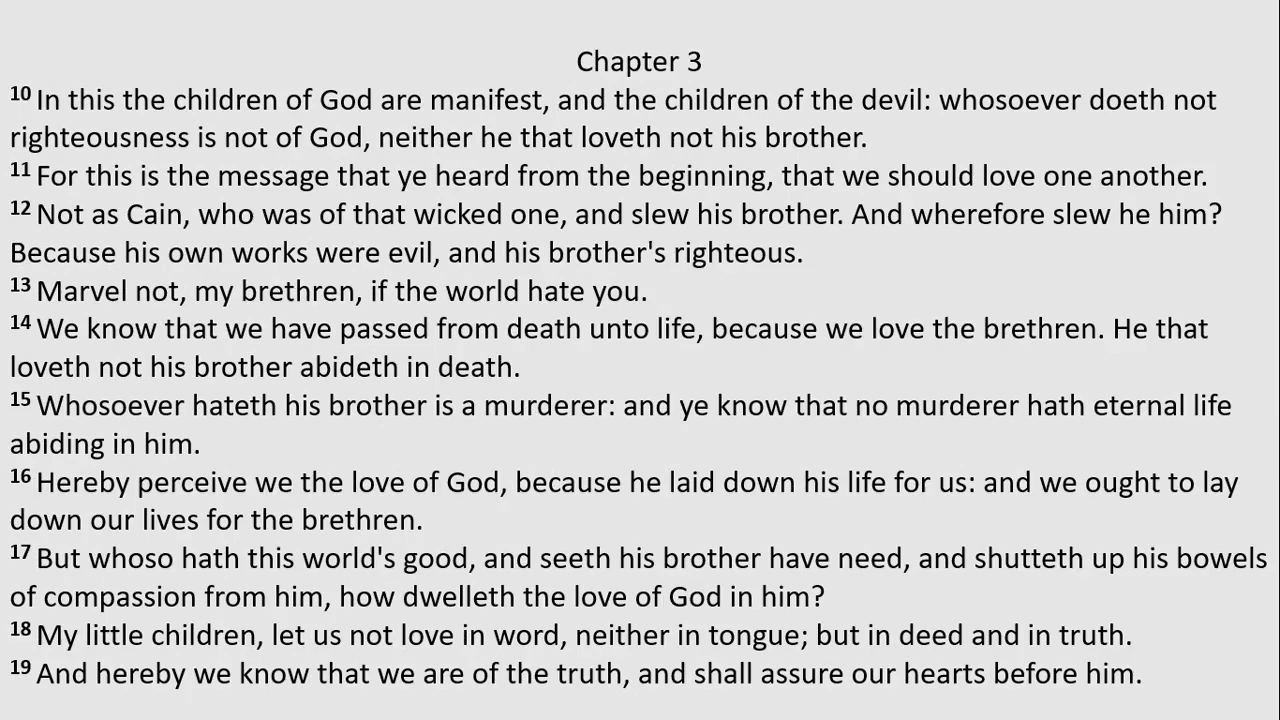 Chapter 3
10 In this the children of God are manifest, and the children of the devil: whosoever doeth not
righteousness is not of God, neither he that loveth not his brother.
11 For this is the message that ye heard from the beginning, that we should love one another.
12 Not as Cain, who was of that wicked one, and slew his brother. And wherefore slew he him?
Because his own works were evil, and his brother's righteous.
13 Marvel not, my brethren, if the world hate you.
14 We know that we have passed from death unto life, because we love the brethren. He that
loveth not his brother abideth in death.
15 Whosoever hateth his brother is a murderer: and ye know that no murderer hath eternal life
abiding in him.
16 Hereby perceive we the love of God, because he laid down his life for us: and we ought to lay
down our lives for the brethren.
17 But whoso hath this world's good, and seeth his brother have need, and shutteth up his bowels
of compassion from him, how dwelleth the love of God in him?
18 My little children, let us not love in word, neither in tongue; but in deed and in truth.
19 And hereby we know that we are of the truth, and shall assure our hearts before him.